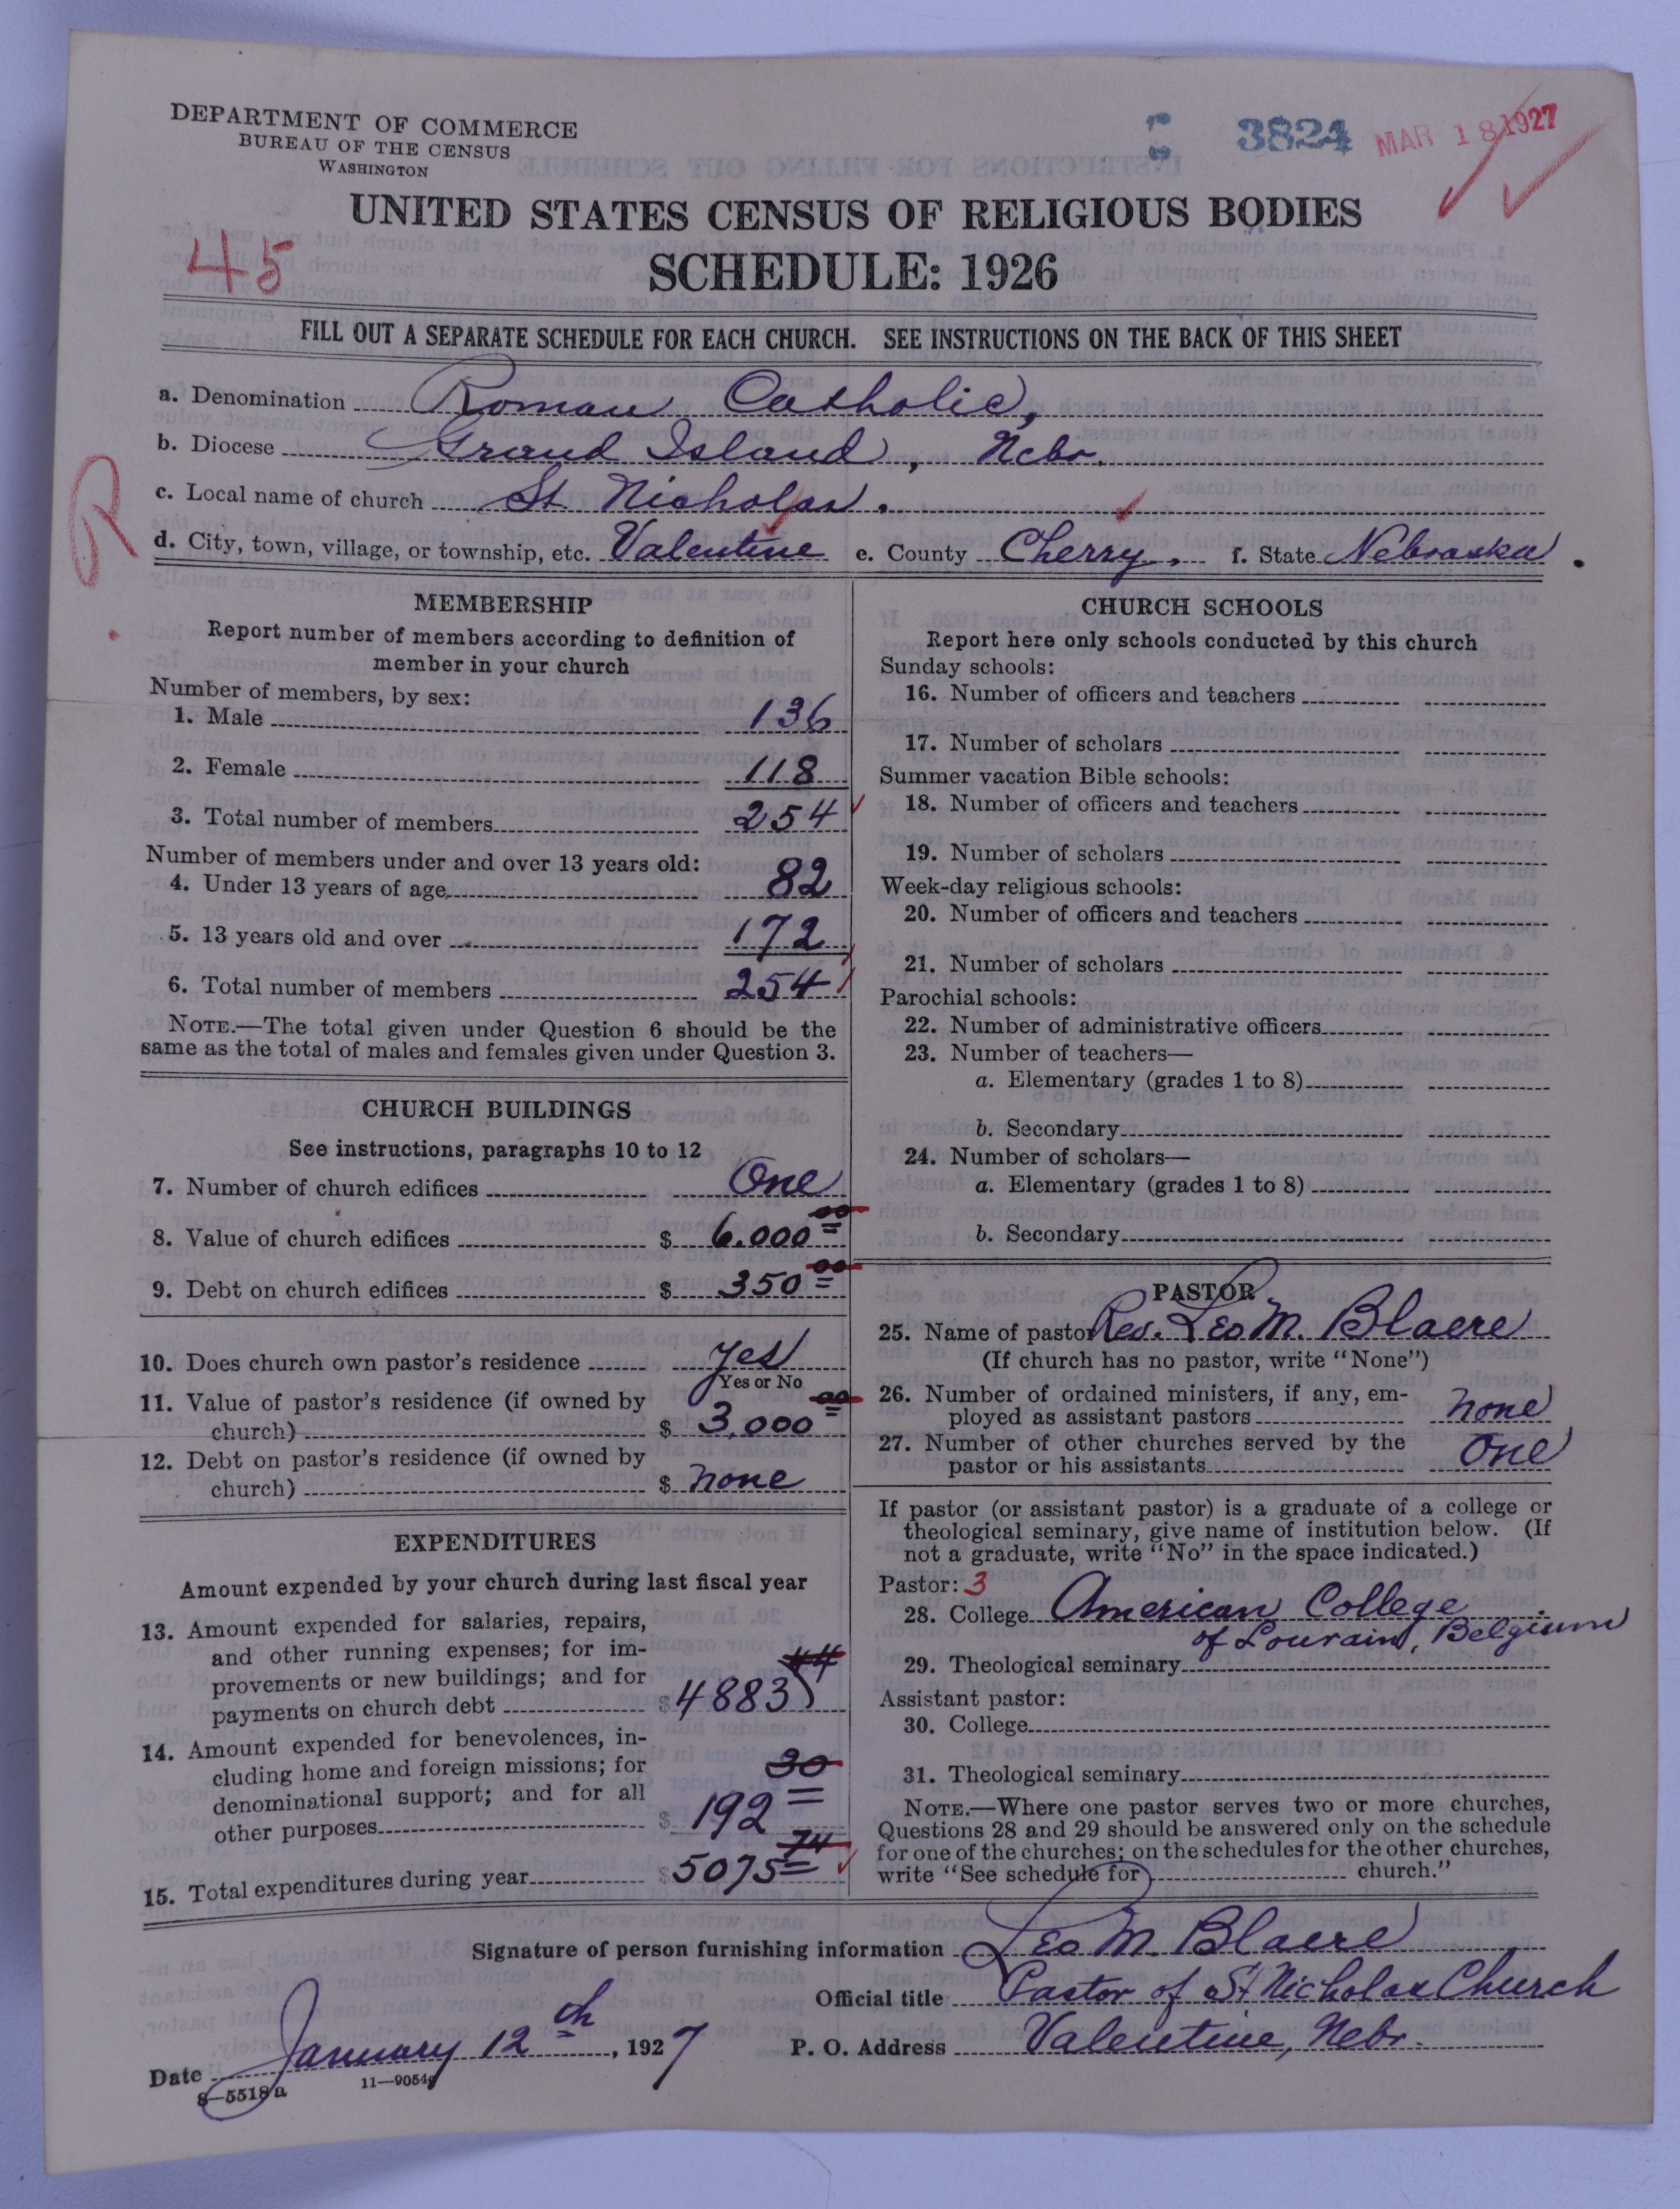 DEPARTMENT OF COMMERCE
BUREAU OF THE CENSUS
WASHINGTON
3824
MAR 18 1927
UNITED STATES CENSUS OF RELIGIOUS BODIES
45
SCHEDULE: 1926
FILL OUT A SEPARATE SCHEDULE FOR EACH CHURCH. SEE INSTRUCTIONS ON THE BACK OF THIS SHEET
R
a. Denomination Roman Catholic,
b. Diocese Grand Island, Nebr.
c. Local name of church St. Nicholas.
d. City, town, village, or township, etc. Valentine e. County Cherry, f. State Nebraska.
MEMBERSHIP
Report number of members according to definition of
member in your church
Number of members, by sex:
1. Male 136
2. Female 118
3. Total number of members 254
Number of members under and over 13 years old:
4. Under 13 years of age 82
5. 13 years old and over 172
6. Total number of members 254
NOTE.—The total given under Question 6 should be the
same as the total of males and females given under Question 3.
CHURCH BUILDINGS
See instructions, paragraphs 10 to 12
7. Number of church edifices One
8. Value of church edifices $ 6.000 00
9. Debt on church edifices $ 350 00
10. Does church own pastor's residence yes
Yes or No
11. Value of pastor's residence (if owned by
church) $ 3,000 00
12. Debt on pastor's residence (if owned by
church) $ none
EXPENDITURES
Amount expended by your church during last fiscal year
13. Amount expended for salaries, repairs,
and other running expenses; for im-
provements or new buildings; and for
payments on church debt $ 4883 44
14. Amount expended for benevolences, in-
cluding home and foreign missions; for
denominational support; and for all
other purposes $ 192 30
15. Total expenditures during year $ 5075 74
CHURCH SCHOOLS
Report here only schools conducted by this church
Sunday schools:
16. Number of officers and teachers
17. Number of scholars
Summer vacation Bible schools:
18. Number of officers and teachers
19. Number of scholars
Week-day religious schools:
20. Number of officers and teachers
21. Number of scholars
Parochial schools:
22. Number of administrative officers
23. Number of teachers—
a. Elementary (grades 1 to 8)
b. Secondary
24. Number of scholars—
a. Elementary (grades 1 to 8)
b. Secondary
PASTOR
25. Name of pastor Rev. Leo M. Blaere
(If church has no pastor, write "None")
26. Number of ordained ministers, if any, em-
ployed as assistant pastors none
27. Number of other churches served by the
pastor or his assistants One
If pastor (or assistant pastor) is a graduate of a college or
theological seminary, give name of institution below. (If
not a graduate, write "No" in the space indicated.)
Pastor: 3
28. College American College
of Louvain, Belgium
29. Theological seminary
Assistant pastor:
30. College
31. Theological seminary
NOTE.—Where one pastor serves two or more churches,
Questions 28 and 29 should be answered only on the schedule
for one of the churches; on the schedules for the other churches,
write "See schedule for church."
Signature of person furnishing information Leo M. Blaere
Official title Pastor of St Nicholas Church
Date January 12th, 1927 P. O. Address Valentine, Nebr.
8—5518a 11—9054